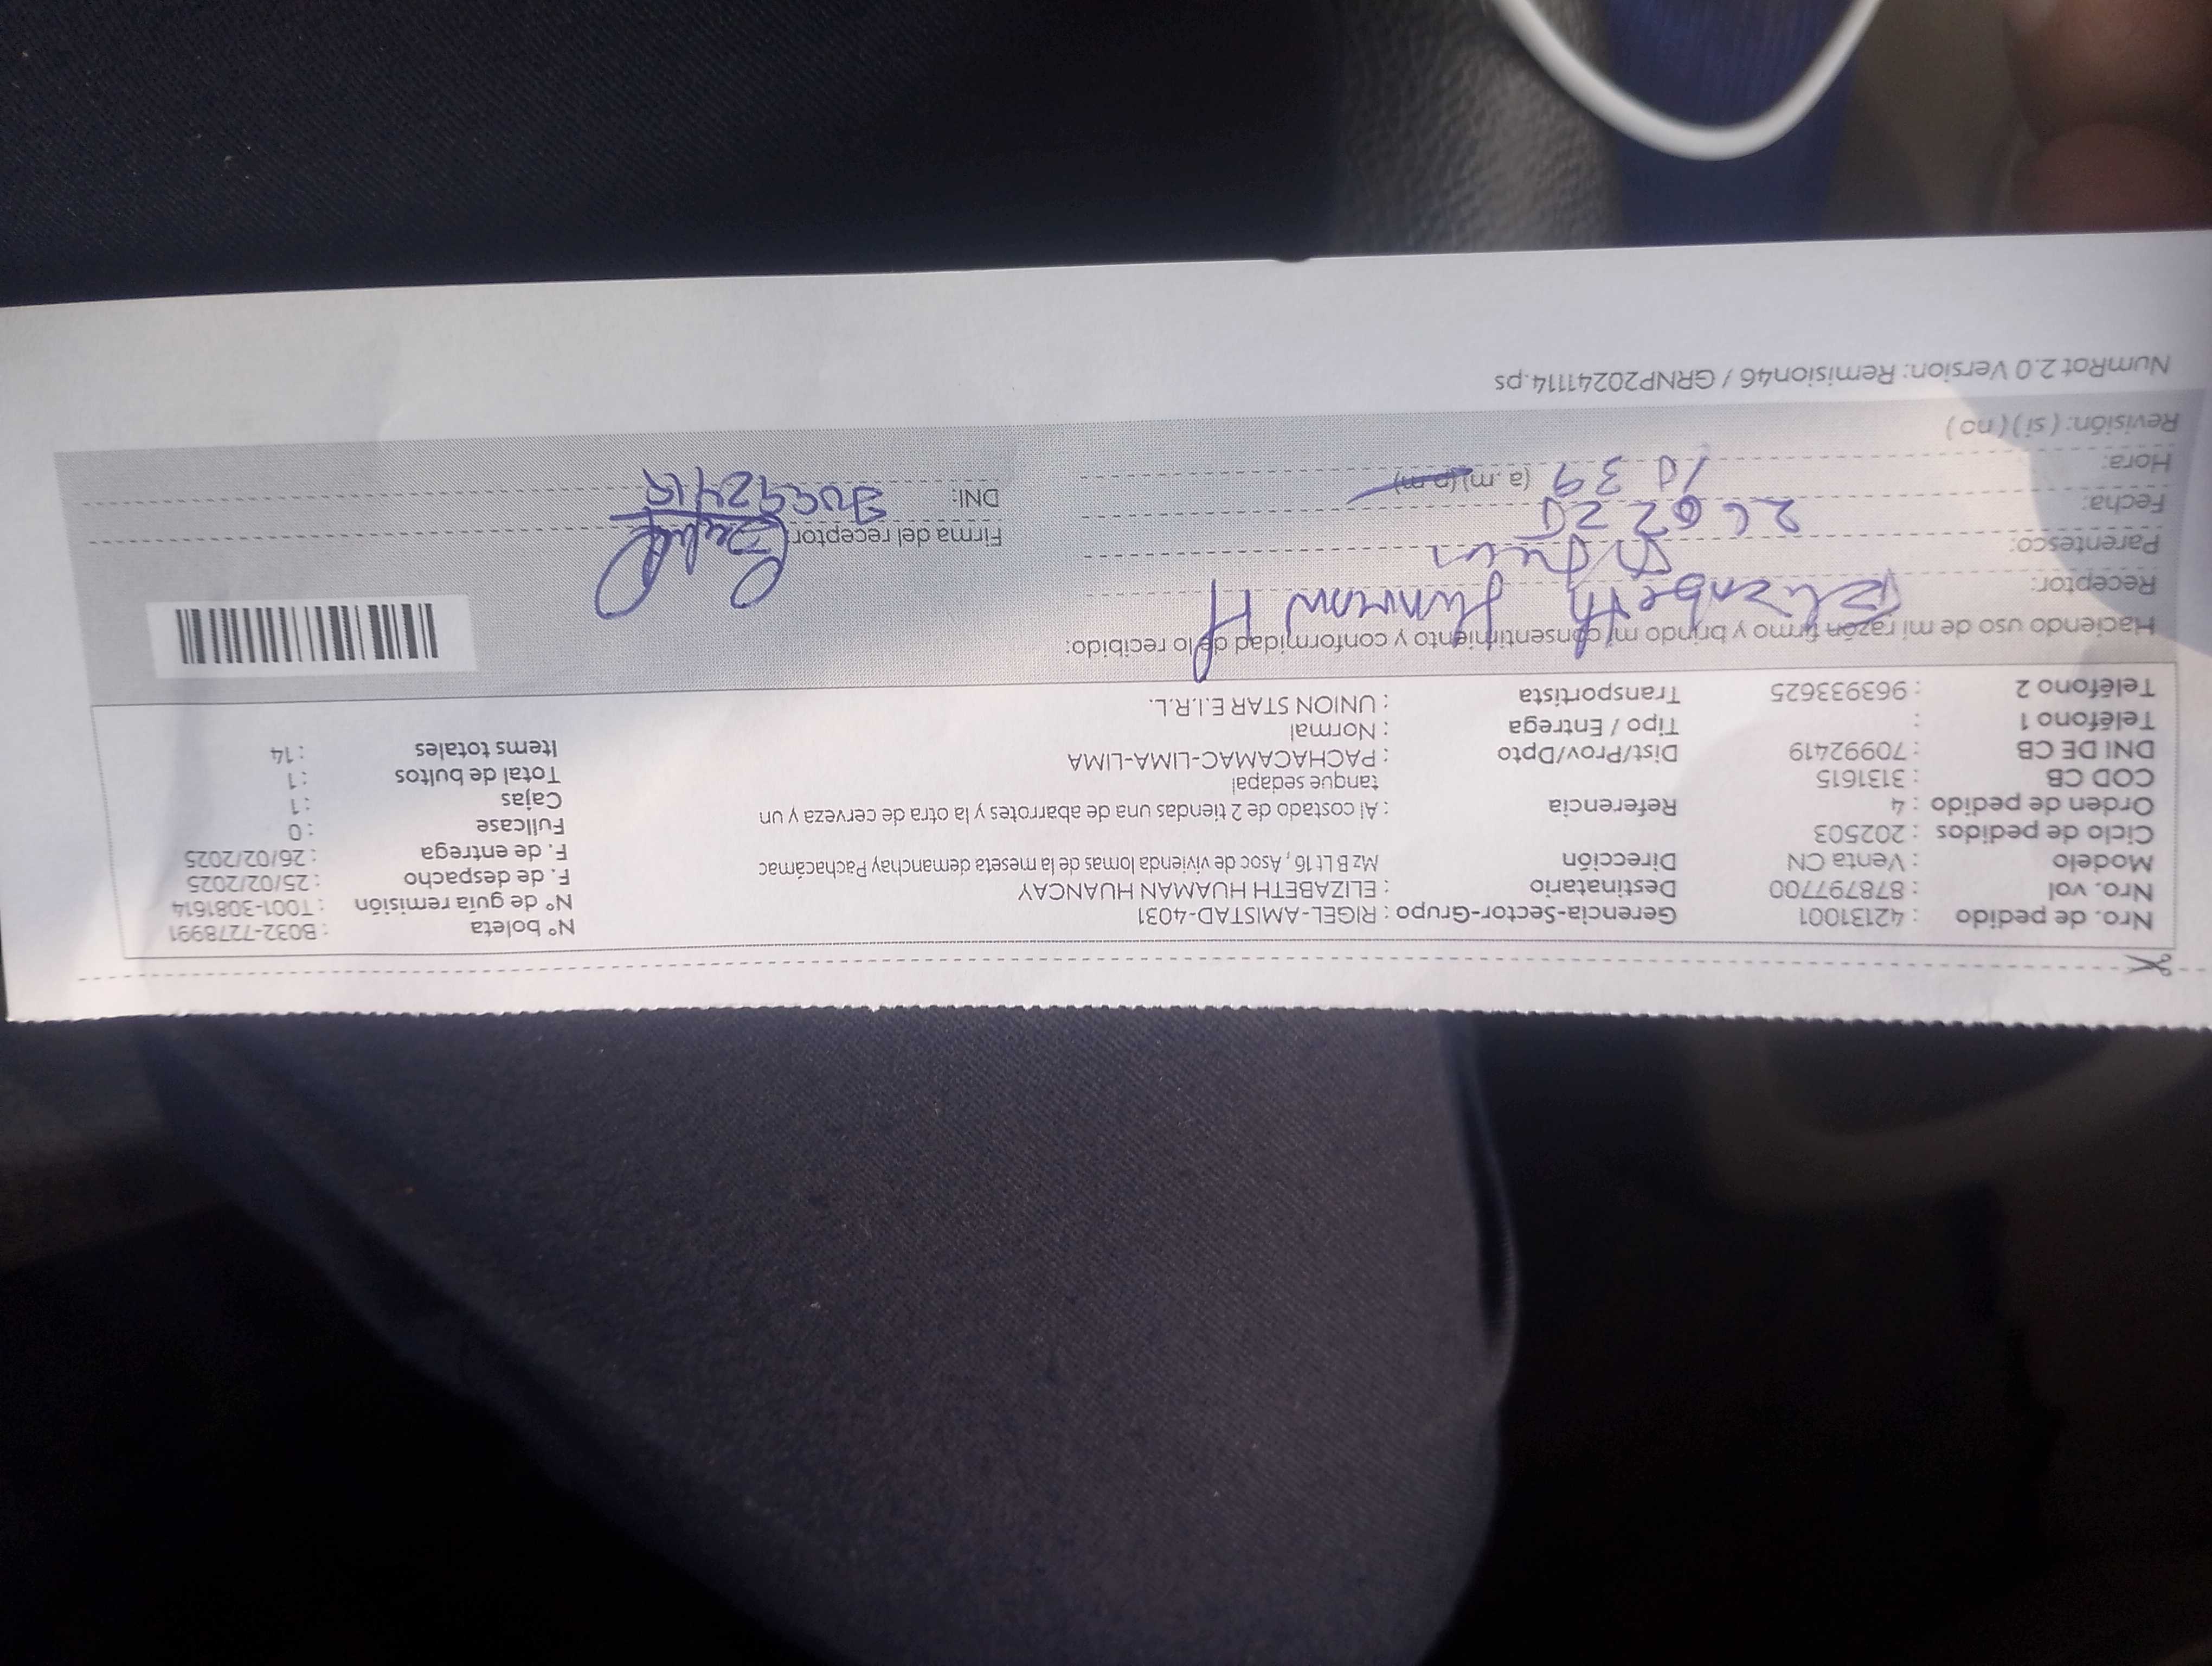 Nro. de pedido : 42131001 Gerencia-Sector-Grupo : RIGEL-AMISTAD-4031 N° boleta : B032-7278991
Nro. vol : 878797700 Destinatario : ELIZABETH HUAMAN HUANCAY N° de guía remisión : T001-3081614
Modelo : Venta CN Dirección Mz B Lt 16 , Asoc de vivienda lomas de la meseta demanchay Pachacámac F. de despacho : 25/02/2025
Ciclo de pedidos : 202503 F. de entrega : 26/02/2025
Orden de pedido : 4 Referencia : Al costado de 2 tiendas una de abarrotes y la otra de cerveza y un Fullcase : 0
COD CB : 3131615 tanque sedapal Cajas : 1
DNI DE CB : 70992419 Dist/Prov/Dpto : PACHACAMAC-LIMA-LIMA Total de bultos : 1
Teléfono 1 : Tipo / Entrega : Normal Items totales : 14
Teléfono 2 : 963933625 Transportista : UNION STAR E.I.R.L.
Haciendo uso de mi razón firmo y brindo mi consentimiento y conformidad de lo recibido:
Receptor: Elizabeth Huaman H
Parentesco:
Firma del receptor
Fecha: 26 02 25
DNI:
Hora: 10 39 (a .m) (p.m)
Revisión: ( si ) ( no )
NumRot 2.0 Version: Remision46 / GRNP20241114.ps